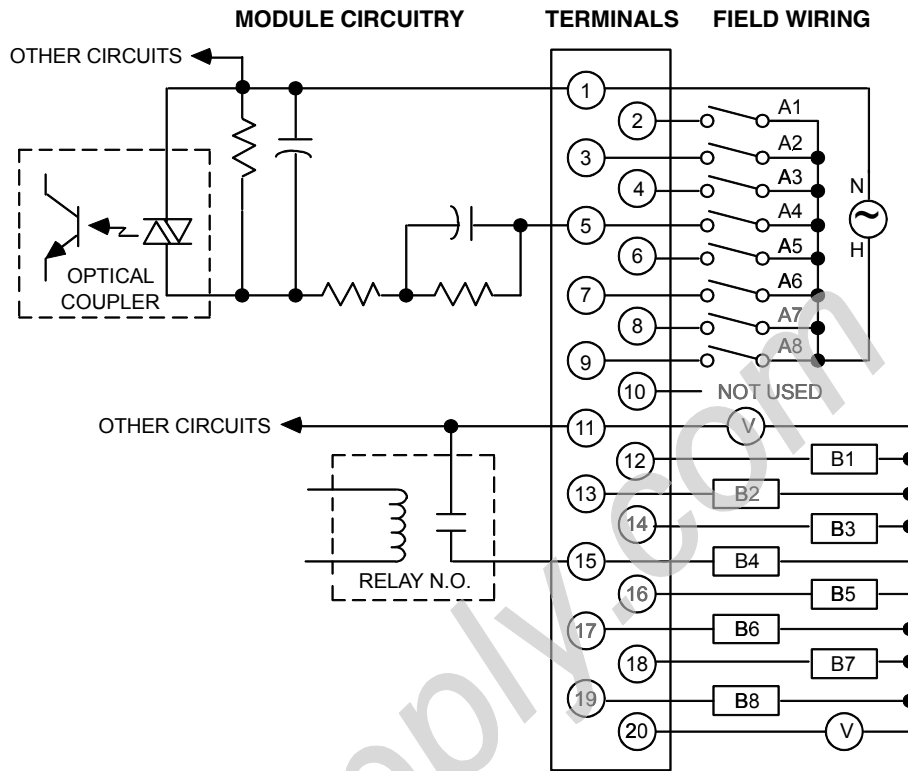 MODULE CIRCUITRY TERMINALS FIELD WIRING
OTHER CIRCUITS
1
2 A1
3 A2
4 A3
N
5 A4
H
6 A5
7 A6
8 A7
9 A8
OPTICAL
COUPLER
10 NOT USED
OTHER CIRCUITS 11 V
12 B1
13 B2
14 B3
15 B4
RELAY N.O.
16 B5
17 B6
18 B7
19 B8
20 V
pply.com